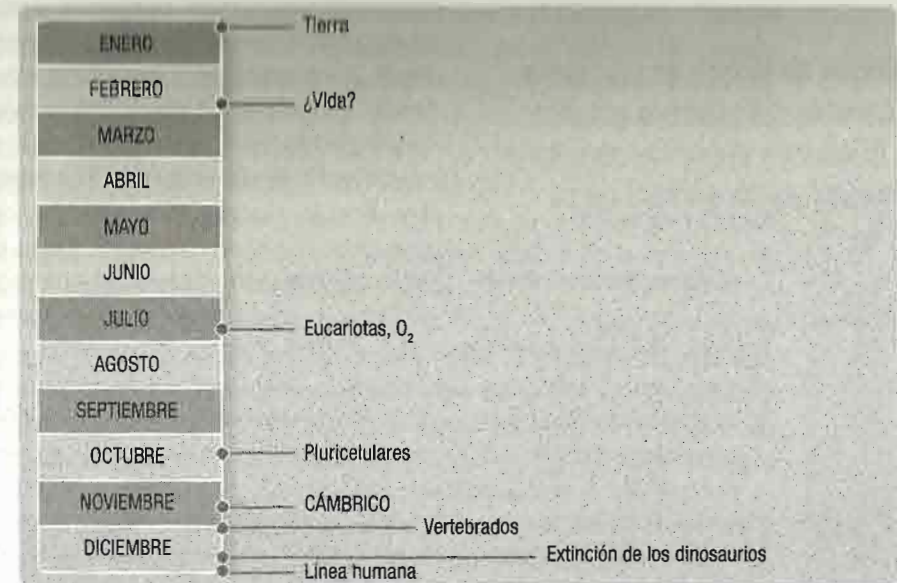 ENERO
Tierra
FEBRERO
¿Vida?
MARZO
ABRIL
MAYO
JUNIO
JULIO
Eucariotas, O₂
AGOSTO
SEPTIEMBRE
OCTUBRE
Pluricelulares
NOVIEMBRE
CÁMBRICO
Vertebrados
DICIEMBRE
Extinción de los dinosaurios
Línea humana